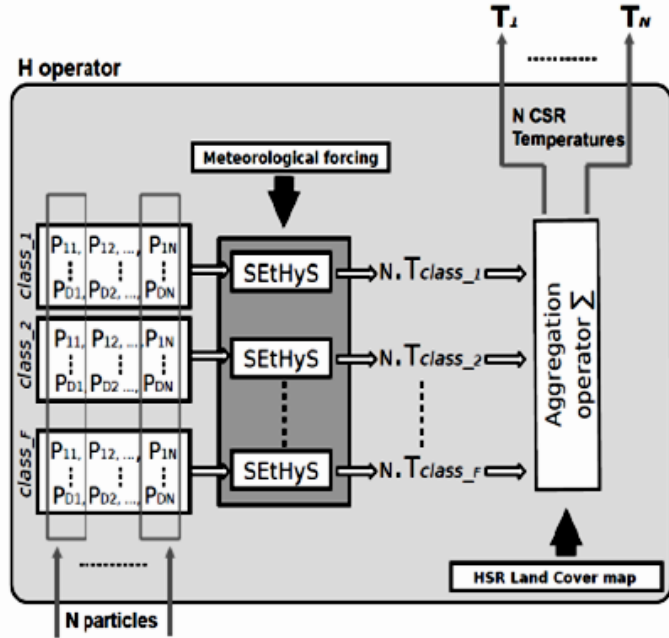 T1 TN
H operator
N CSR
Temperatures
Meteorological forcing
class_1
P11, P12, ..., P1N
PD1, PD2, ..., PDN
SEtHyS
N.Tclass_1
class_2
P11, P12, ..., P1N
PD1, PD2 ..., PDN
SEtHyS
N.Tclass_2
class_F
P11, P12, ..., P1N
PD1, PD2, ..., PDN
SEtHyS
N.Tclass_F
Aggregation
operator Σ
HSR Land Cover map
N particles